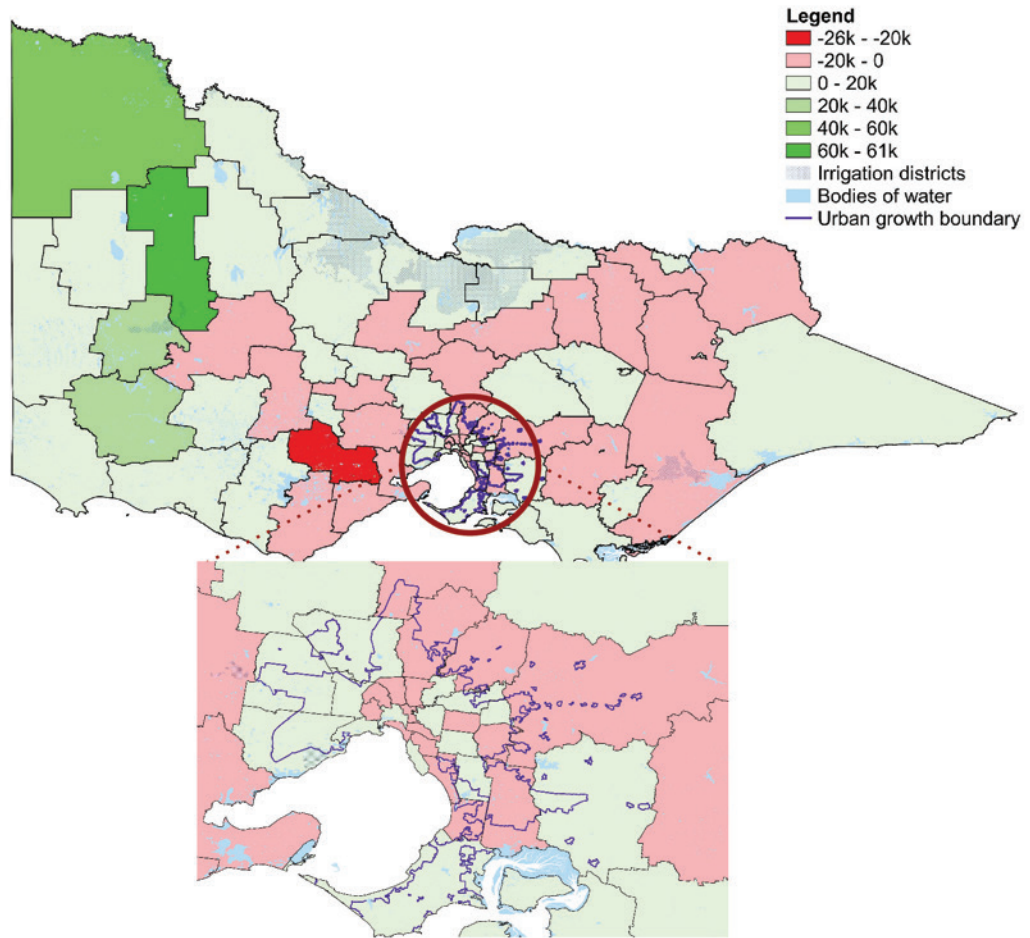 Legend
-26k - -20k
-20k - 0
0 - 20k
20k - 40k
40k - 60k
60k - 61k
Irrigation districts
Bodies of water
Urban growth boundary